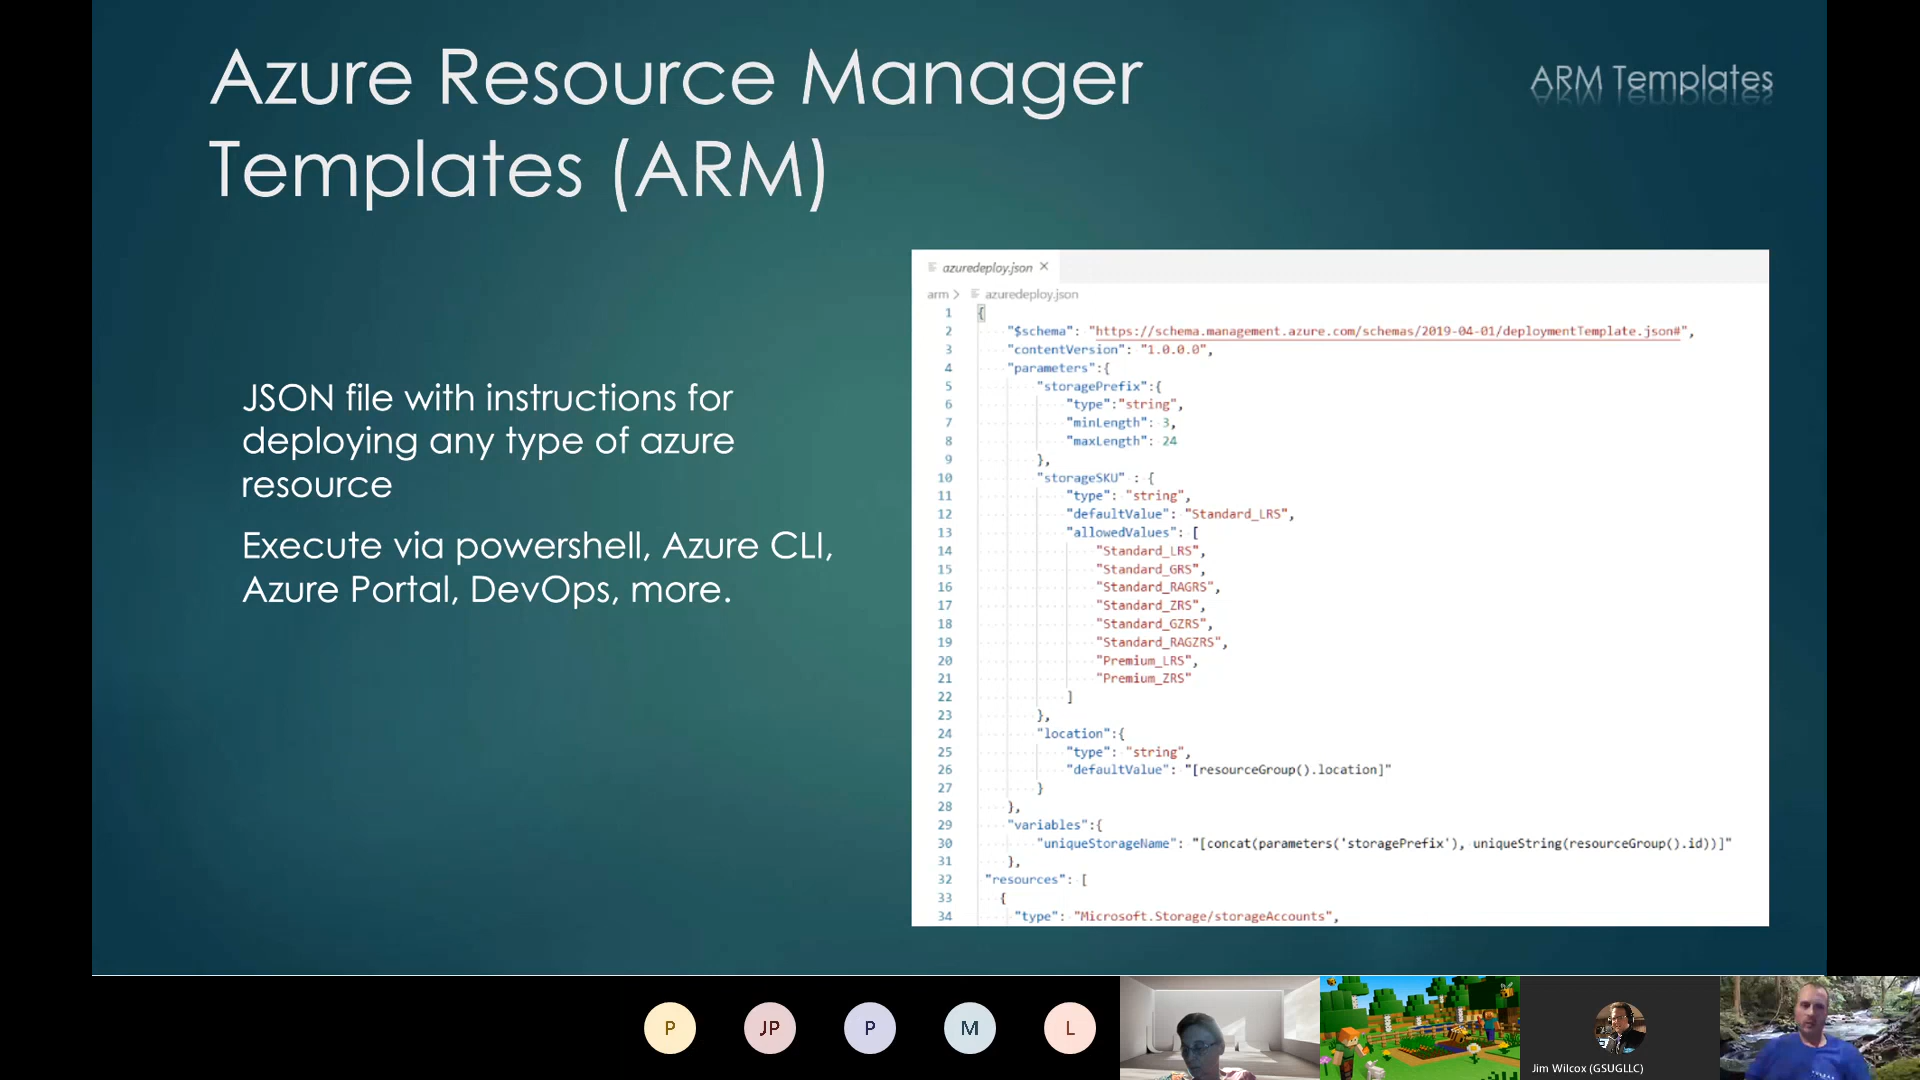 Azure Resource Manager
Templates (ARM)
ARM Templates
JSON file with instructions for
deploying any type of azure
resource
Execute via powershell, Azure CLI,
Azure Portal, DevOps, more.
azuredeploy.json ×
arm > azuredeploy.json
1 {
2 "$schema": "https://schema.management.azure.com/schemas/2019-04-01/deploymentTemplate.json#",
3 "contentVersion": "1.0.0.0",
4 "parameters":{
5 "storagePrefix":{
6 "type":"string",
7 "minLength": 3,
8 "maxLength": 24
9 },
10 "storageSKU" : {
11 "type": "string",
12 "defaultValue": "Standard_LRS",
13 "allowedValues": [
14 "Standard_LRS",
15 "Standard_GRS",
16 "Standard_RAGRS",
17 "Standard_ZRS",
18 "Standard_GZRS",
19 "Standard_RAGZRS",
20 "Premium_LRS",
21 "Premium_ZRS"
22 ]
23 },
24 "location":{
25 "type": "string",
26 "defaultValue": "[resourceGroup().location]"
27 }
28 },
29 "variables":{
30 "uniqueStorageName": "[concat(parameters('storagePrefix'), uniqueString(resourceGroup().id))]"
31 },
32 "resources": [
33 {
34 "type": "Microsoft.Storage/storageAccounts",
P
JP
P
M
L
Jim Wilcox (GSUGLLC)